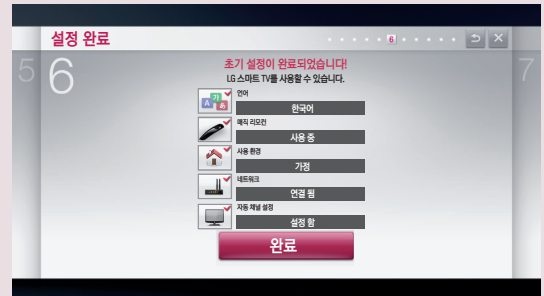 설정 완료
6
5
6
7
초기 설정이 완료되었습니다!
LG 스마트 TV를 사용할 수 있습니다.
언어
A 가 あ
한국어
매직 리모컨
사용 중
사용 환경
가정
네트워크
연결 됨
자동 채널 설정
설정 함
완료